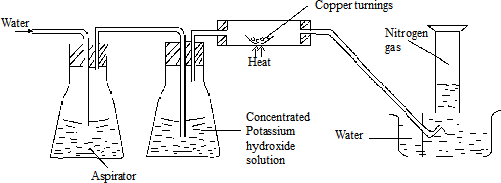 Water
Copper turnings
Nitrogen
gas
Heat
Concentrated
Potassium
hydroxide
solution
Water
Aspirator